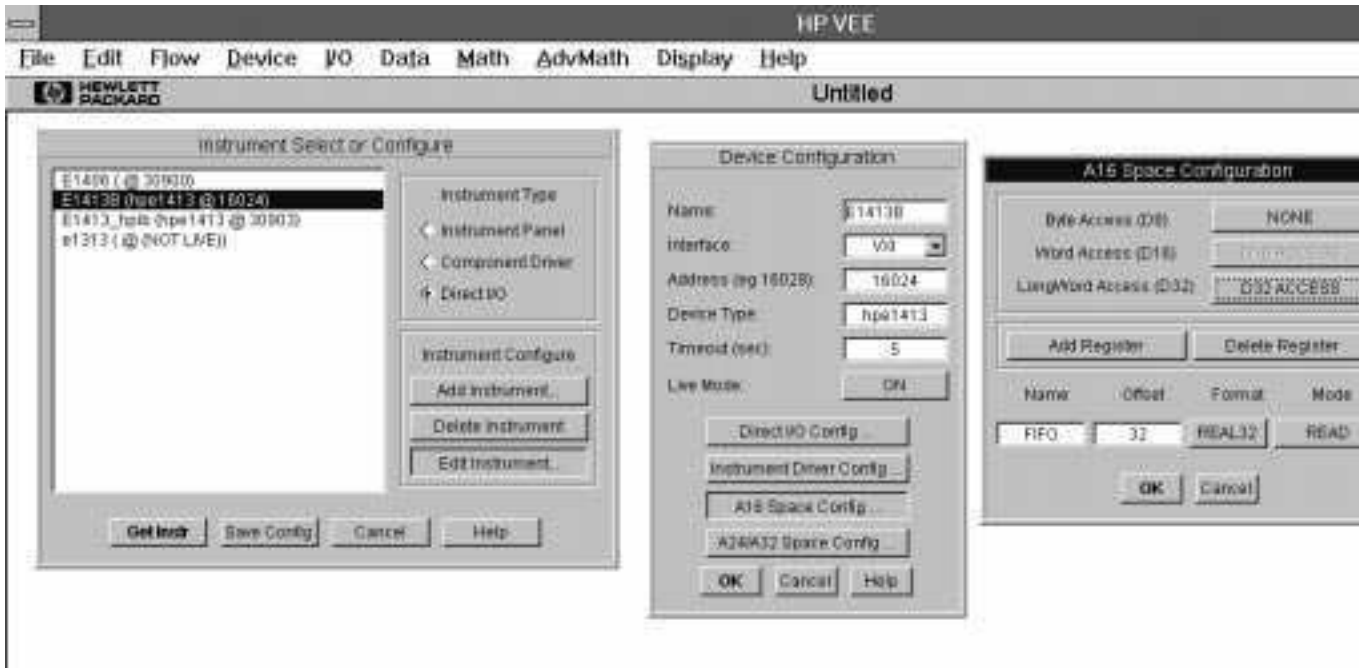 HP VEE
File Edit Flow Device I/O Data Math AdvMath Display Help
hp HEWLETT PACKARD Untitled
Instrument Select or Configure
E1406 ( @ 30900)
E1413B (hpe1413 @ 16024)
E1413_hpib (hpe1413 @ 30903)
e1313 ( @ (NOT LIVE))
Instrument Type
Instrument Panel
Component Driver
Direct I/O
Instrument Configure
Add Instrument...
Delete Instrument
Edit Instrument...
Get Instr Save Config Cancel Help
Device Configuration
Name: E1413B
Interface: VXI
Address (eg 16028): 16024
Device Type: hpe1413
Timeout (sec): 5
Live Mode: ON
Direct I/O Config ...
Instrument Driver Config ...
A16 Space Config ...
A24/A32 Space Config ...
OK Cancel Help
A16 Space Configuration
Byte Access (D8): NONE
Word Access (D16):
LongWord Access (D32): D32 ACCESS
Add Register Delete Register
Name Offset Format Mode
FIFO 32 REAL32 READ
OK Cancel